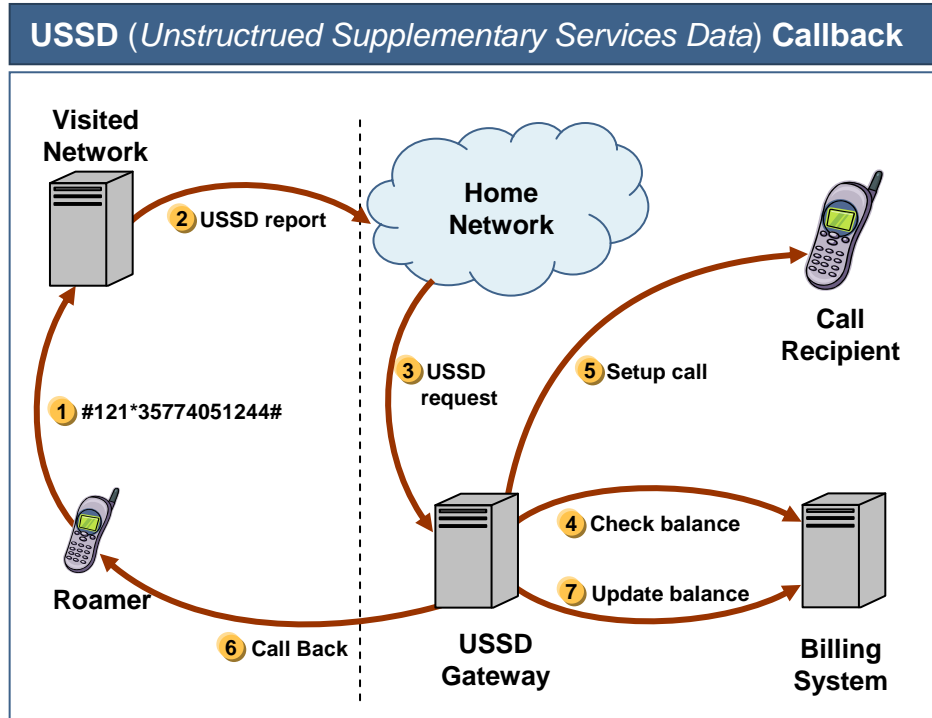 USSD (Unstructrued Supplementary Services Data) Callback
Visited
Network
2 USSD report
Home
Network
Call
Recipient
3 USSD
request
5 Setup call
1 #121*35774051244#
4 Check balance
Roamer
7 Update balance
6 Call Back
USSD
Gateway
Billing
System